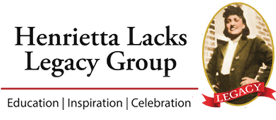 Henrietta Lacks
Legacy Group
Education | Inspiration | Celebration
LEGACY